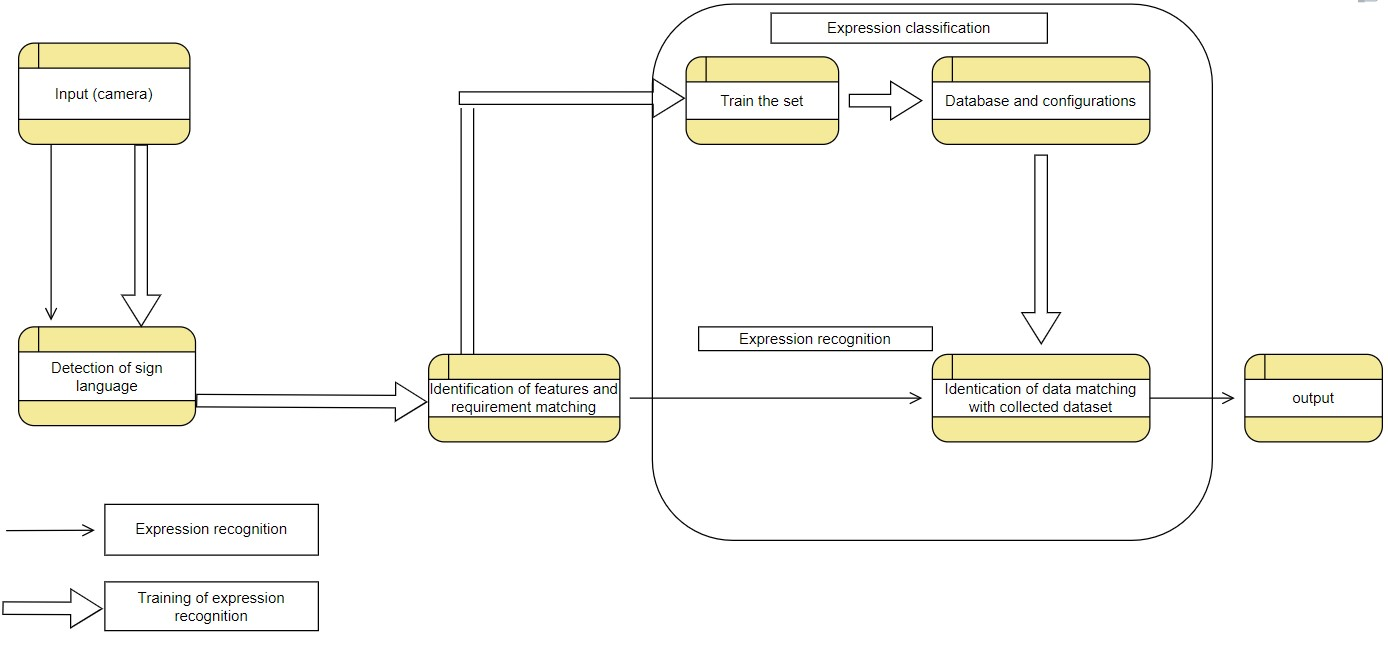 Expression classification
Input (camera)
Train the set
Database and configurations
Detection of sign
language
Expression recognition
Identification of features and
requirement matching
Identication of data matching
with collected dataset
output
Expression recognition
Training of expression
recognition